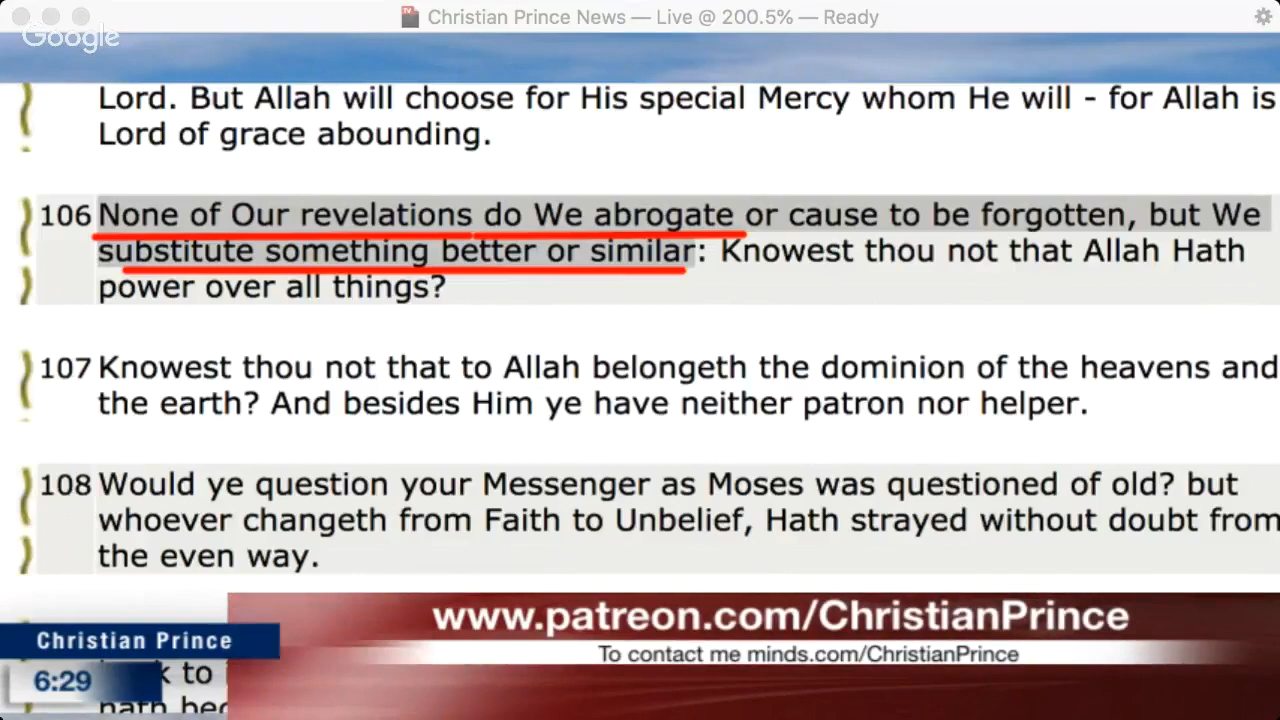 Christian Prince News — Live @ 200.5% — Ready
Google
Lord. But Allah will choose for His special Mercy whom He will - for Allah is
Lord of grace abounding.
106 None of Our revelations do We abrogate or cause to be forgotten, but We
substitute something better or similar: Knowest thou not that Allah Hath
power over all things?
107 Knowest thou not that to Allah belongeth the dominion of the heavens and
the earth? And besides Him ye have neither patron nor helper.
108 Would ye question your Messenger as Moses was questioned of old? but
whoever changeth from Faith to Unbelief, Hath strayed without doubt from
the even way.
www.patreon.com/ChristianPrince
Christian Prince
To contact me minds.com/ChristianPrince
6:29
to